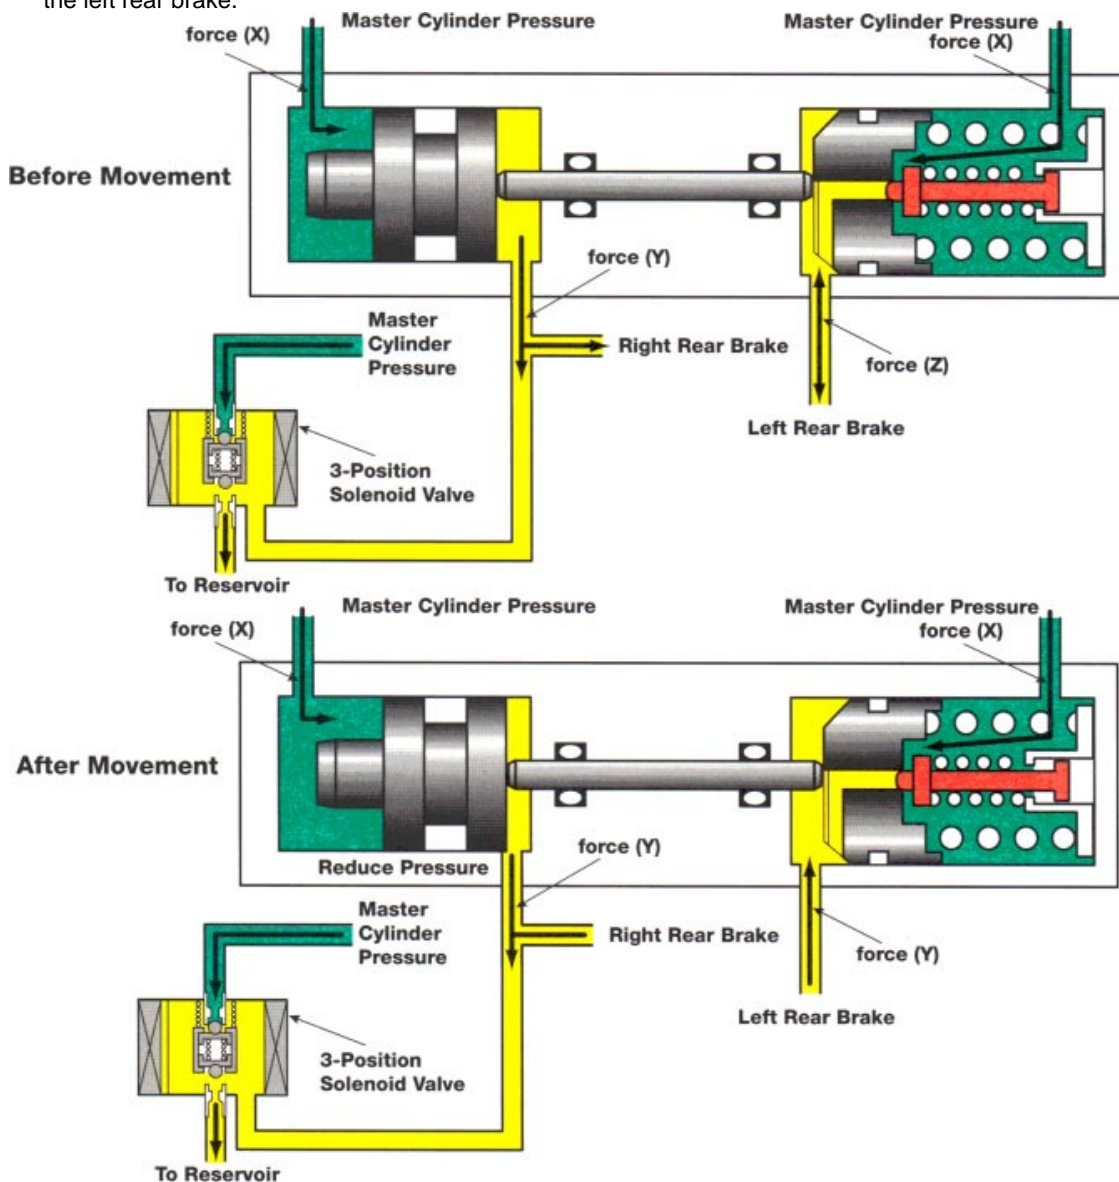 the left rear brake.
Master Cylinder Pressure
Master Cylinder Pressure
force (X)
force (X)
Before Movement
force (Y)
Master
Cylinder
Pressure
Right Rear Brake
force (Z)
Left Rear Brake
3-Position
Solenoid Valve
To Reservoir
Master Cylinder Pressure
Master Cylinder Pressure
force (X)
force (X)
After Movement
Reduce Pressure
force (Y)
Master
Cylinder
Pressure
Right Rear Brake
force (Y)
Left Rear Brake
3-Position
Solenoid Valve
To Reservoir